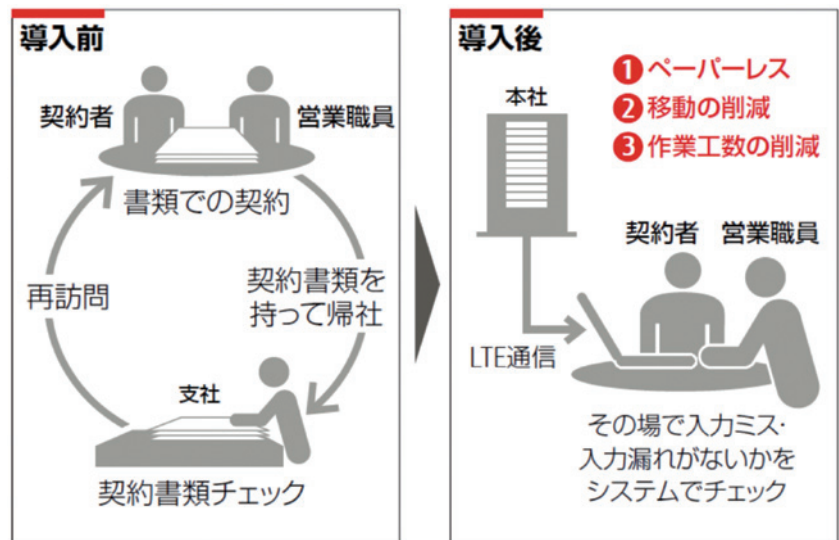 導入前
契約者
営業職員
書類での契約
再訪問
契約書類を
持って帰社
支社
契約書類チェック
導入後
❶ペーパーレス
❷移動の削減
❸作業工数の削減
本社
契約者
営業職員
LTE通信
その場で入力ミス・
入力漏れがないかを
システムでチェック